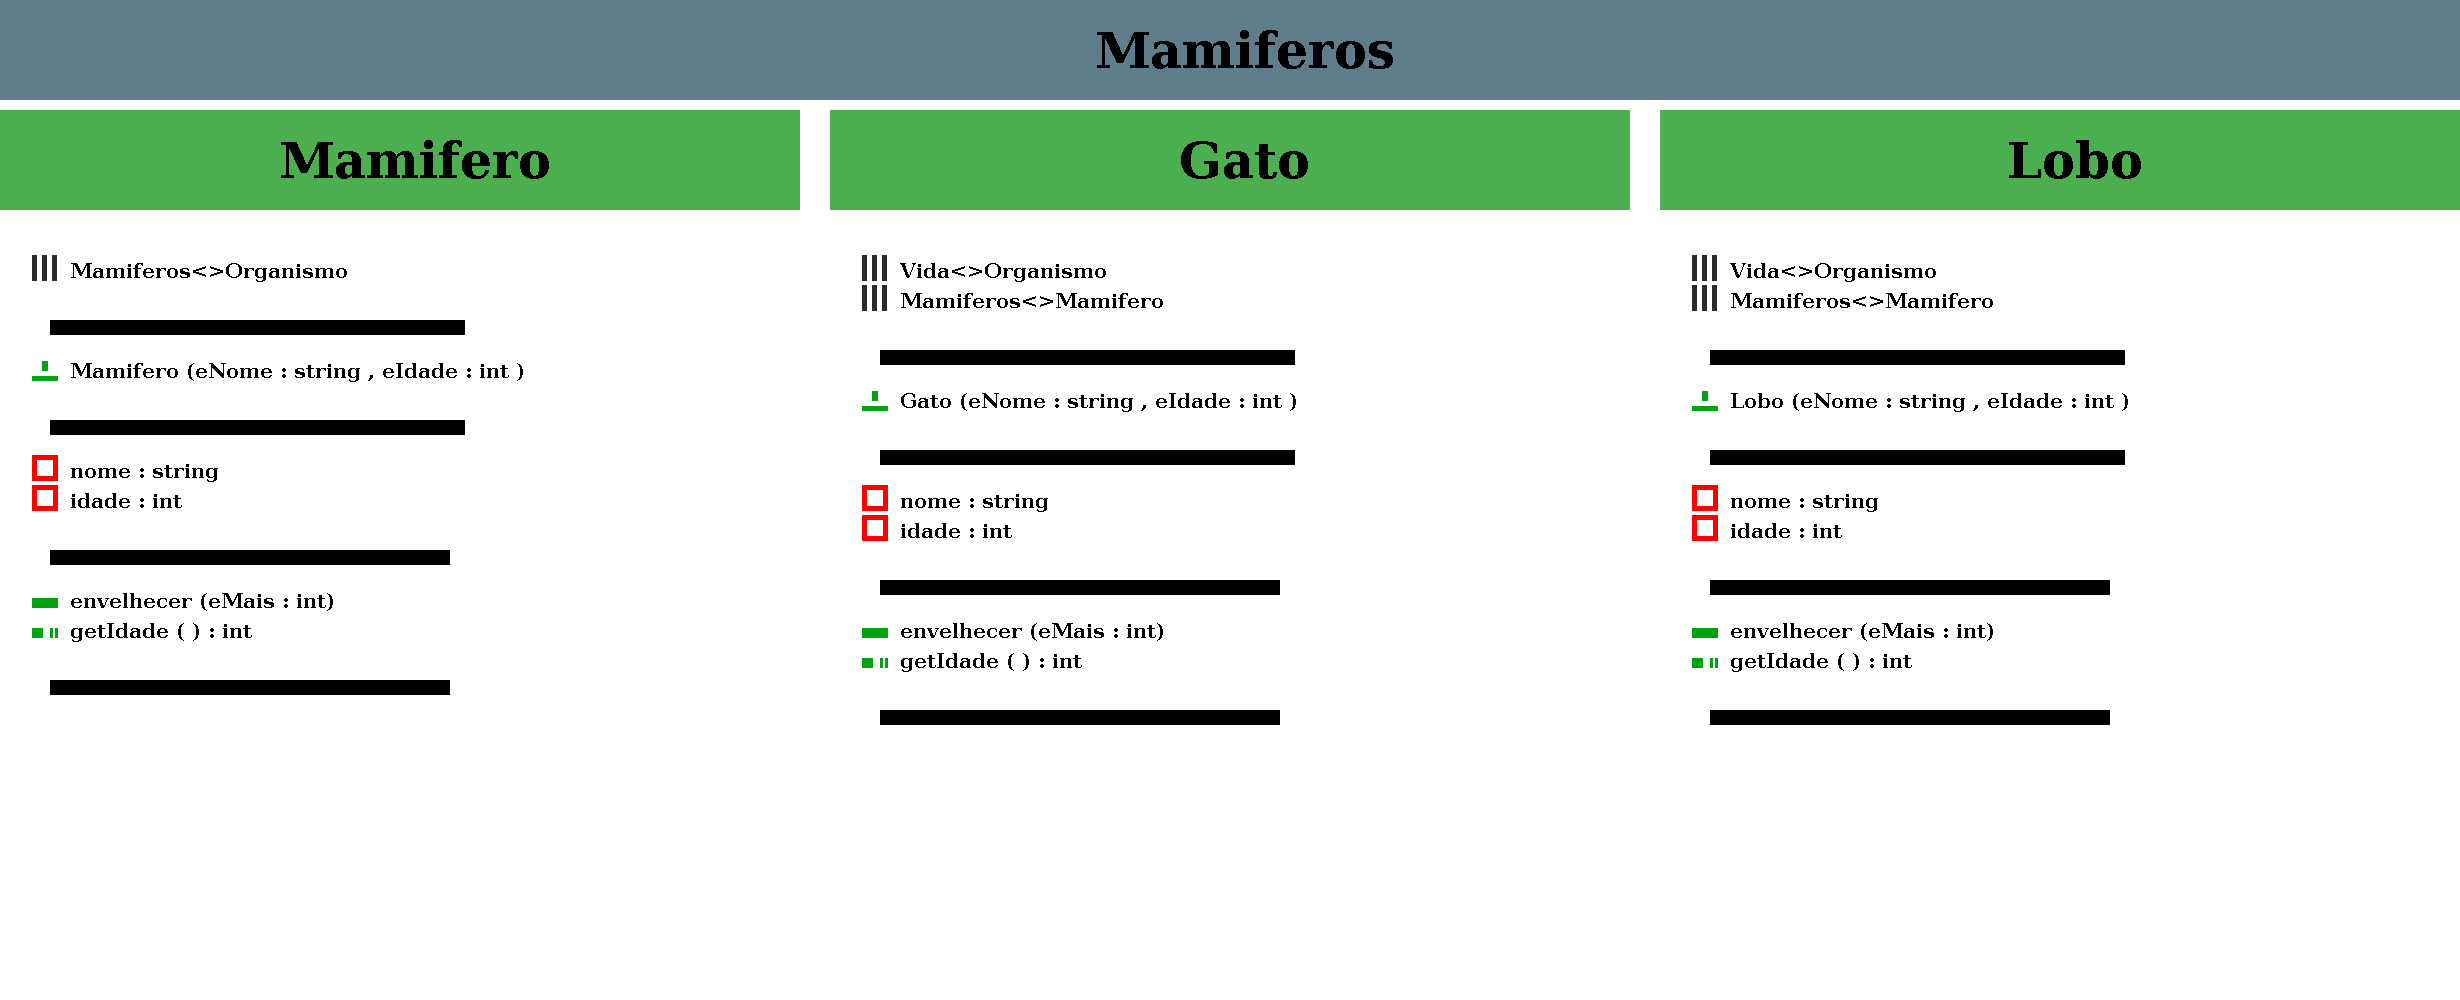 Mamiferos
Mamifero
Mamiferos<>Organismo
Mamifero (eNome : string , eIdade : int )
nome : string
idade : int
envelhecer (eMais : int)
getIdade ( ) : int
Gato
Vida<>Organismo
Mamiferos<>Mamifero
Gato (eNome : string , eIdade : int )
nome : string
idade : int
envelhecer (eMais : int)
getIdade ( ) : int
Lobo
Vida<>Organismo
Mamiferos<>Mamifero
Lobo (eNome : string , eIdade : int )
nome : string
idade : int
envelhecer (eMais : int)
getIdade ( ) : int